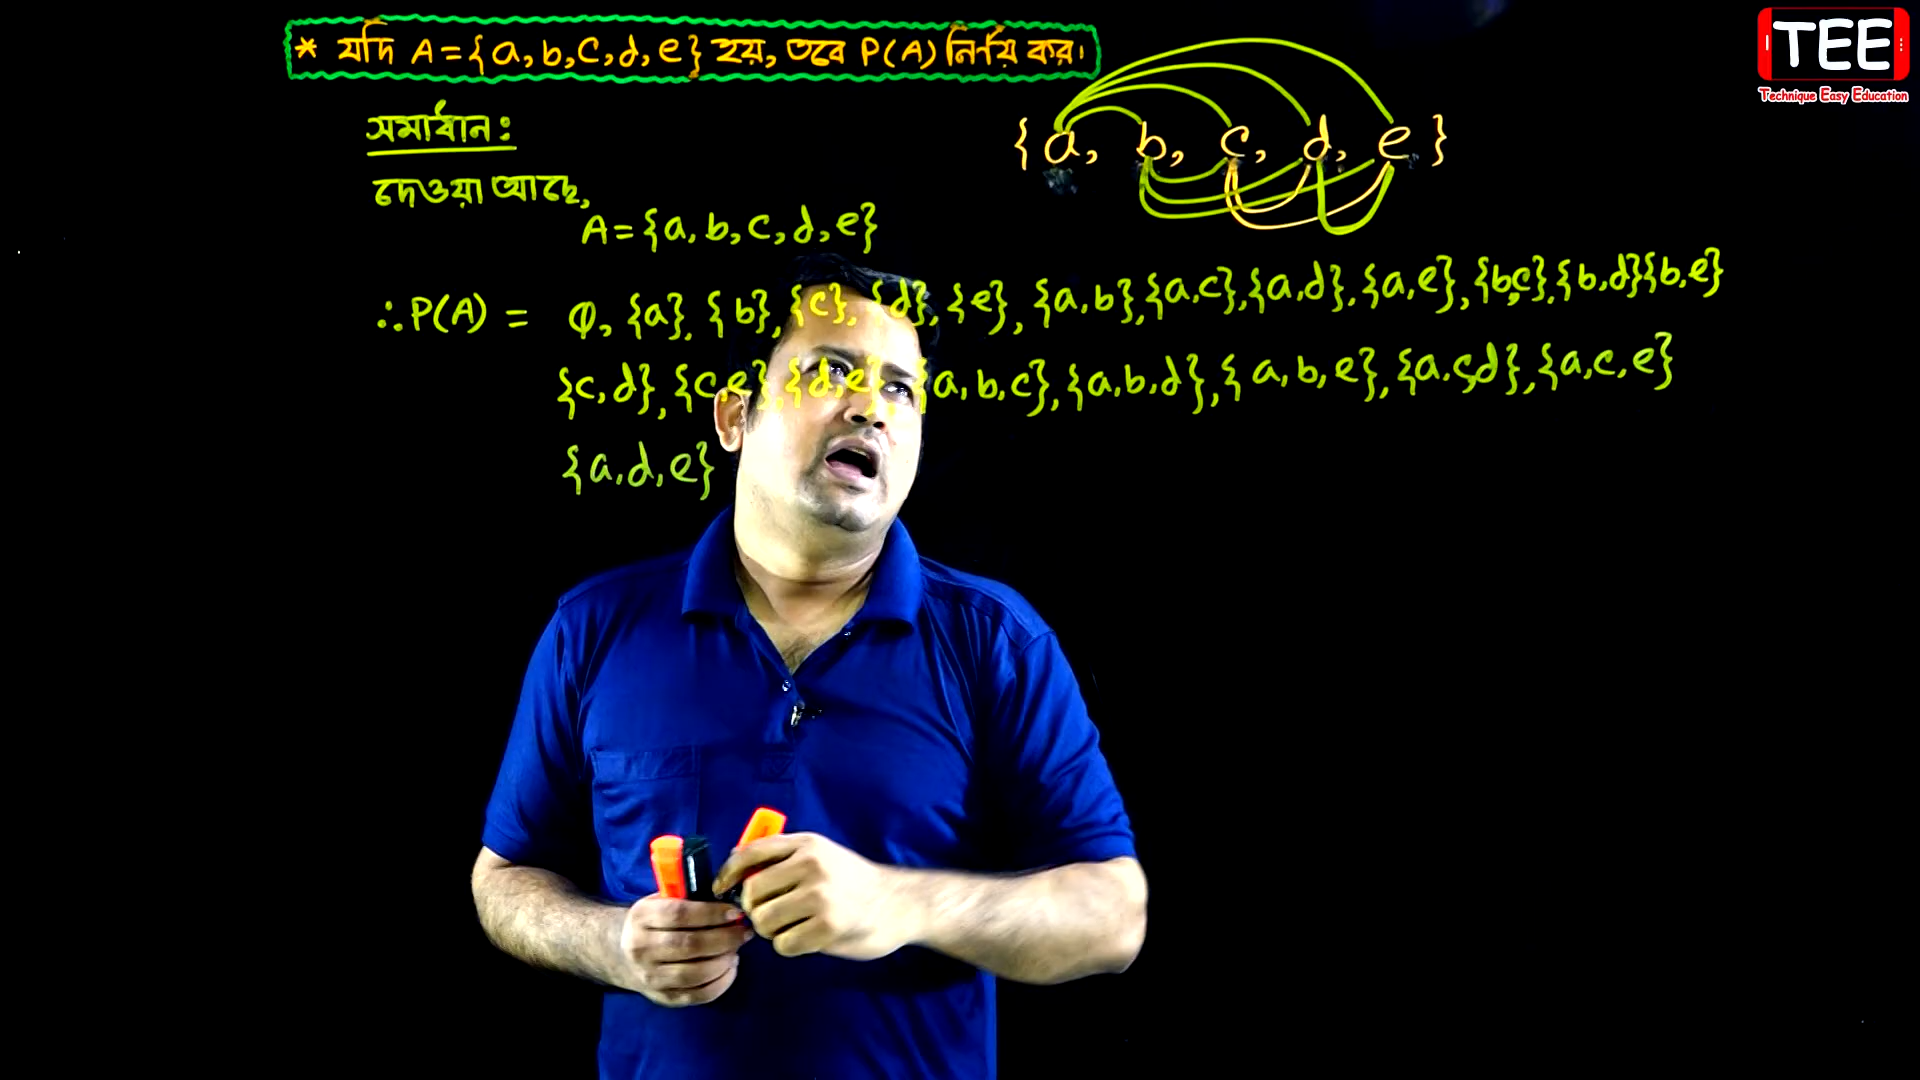 * যদি A={a,b,c,d,e} হয়, তবে P(A) নির্ণয় কর।
TEE
Technique Easy Education
সমাধান:
{a, b, c, d, e}
দেওয়া আছে,
A={a,b,c,d,e}
∴P(A) = φ, {a}, {b}, {c}, {d}, {e}, {a,b}, {a,c}, {a,d}, {a,e}, {b,c}, {b,d} {b,e}
{c,d}, {c,e}, {d,e}, {a,b,c}, {a,b,d}, {a,b,e}, {a,c,d}, {a,c,e}
{a,d,e}